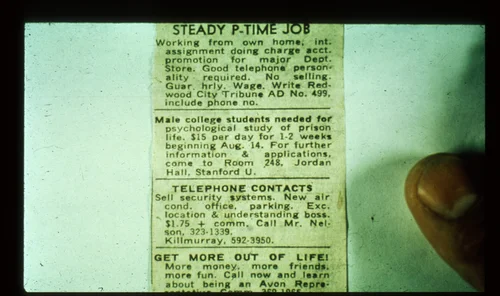 STEADY P-TIME JOB
Working from own home, int.
assignment doing charge acct.
promotion for major Dept.
Store. Good telephone person-
ality required. No selling.
Guar. hrly. Wage. Write Red-
wood City Tribune AD No. 499,
include phone no.
Male college students needed for
psychological study of prison
life. $15 per day for 1-2 weeks
beginning Aug. 14. For further
information & applications,
come to Room 248, Jordan
Hall, Stanford U.
TELEPHONE CONTACTS
Sell security systems. New air
cond. office, parking. Exc.
location & understanding boss.
$1.75 + comm. Call Mr. Nel-
son, 323-1339.
Killmurray, 592-3950.
GET MORE OUT OF LIFE!
More money, more friends,
more fun. Call now and learn
about being an Avon Repre-
sentative Comm